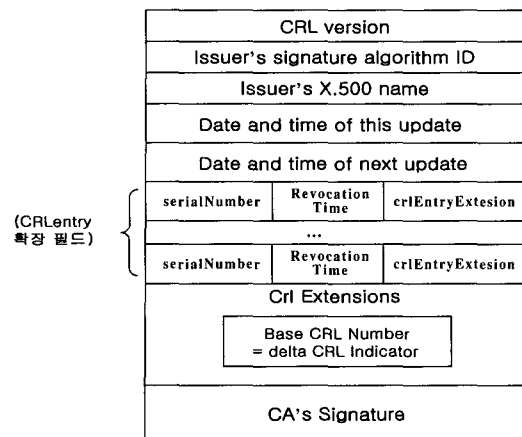 CRL version
Issuer's signature algorithm ID
Issuer's X.500 name
Date and time of this update
Date and time of next update
(CRLentry
확장 필드)
serialNumber
Revocation
Time
crlEntryExtesion
...
serialNumber
Revocation
Time
crlEntryExtesion
Crl Extensions
Base CRL Number
= delta CRL Indicator
CA's Signature